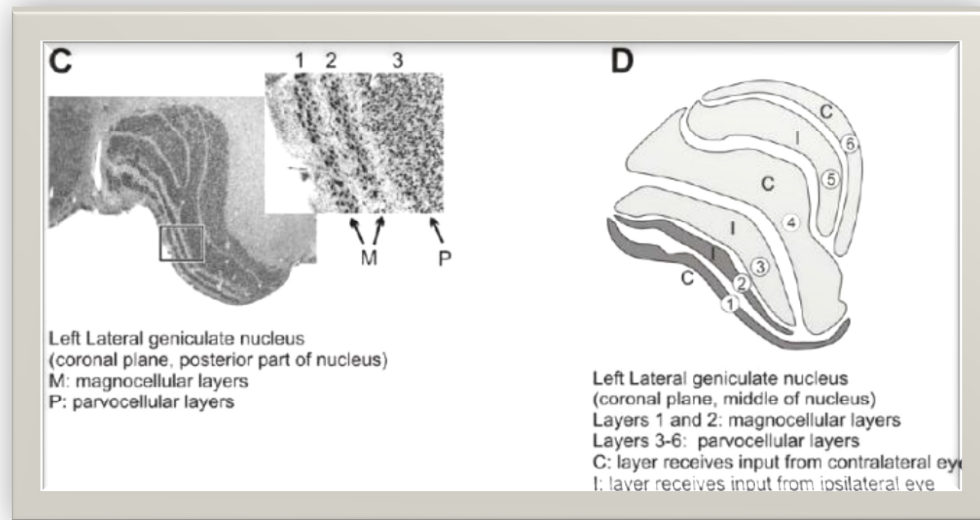 C
1 2 3
M P
Left Lateral geniculate nucleus
(coronal plane, posterior part of nucleus)
M: magnocellular layers
P: parvocellular layers
D
C
I
6
5
C
4
I
I
3
C
2
1
Left Lateral geniculate nucleus
(coronal plane, middle of nucleus)
Layers 1 and 2: magnocellular layers
Layers 3-6: parvocellular layers
C: layer receives input from contralateral eye
I: layer receives input from ipsilateral eye